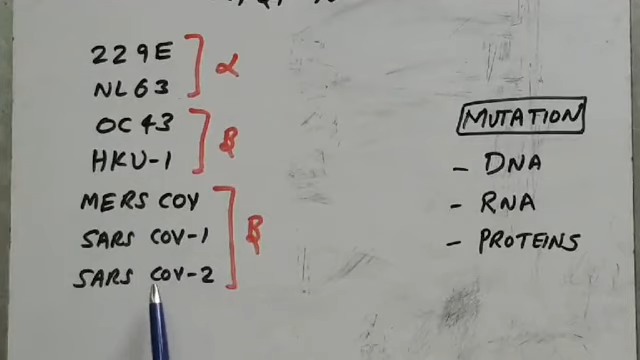 229E
NL63
α
OC43
HKU-1
β
MERS COV
SARS COV-1
SARS COV-2
β
MUTATION
- DNA
- RNA
- PROTEINS